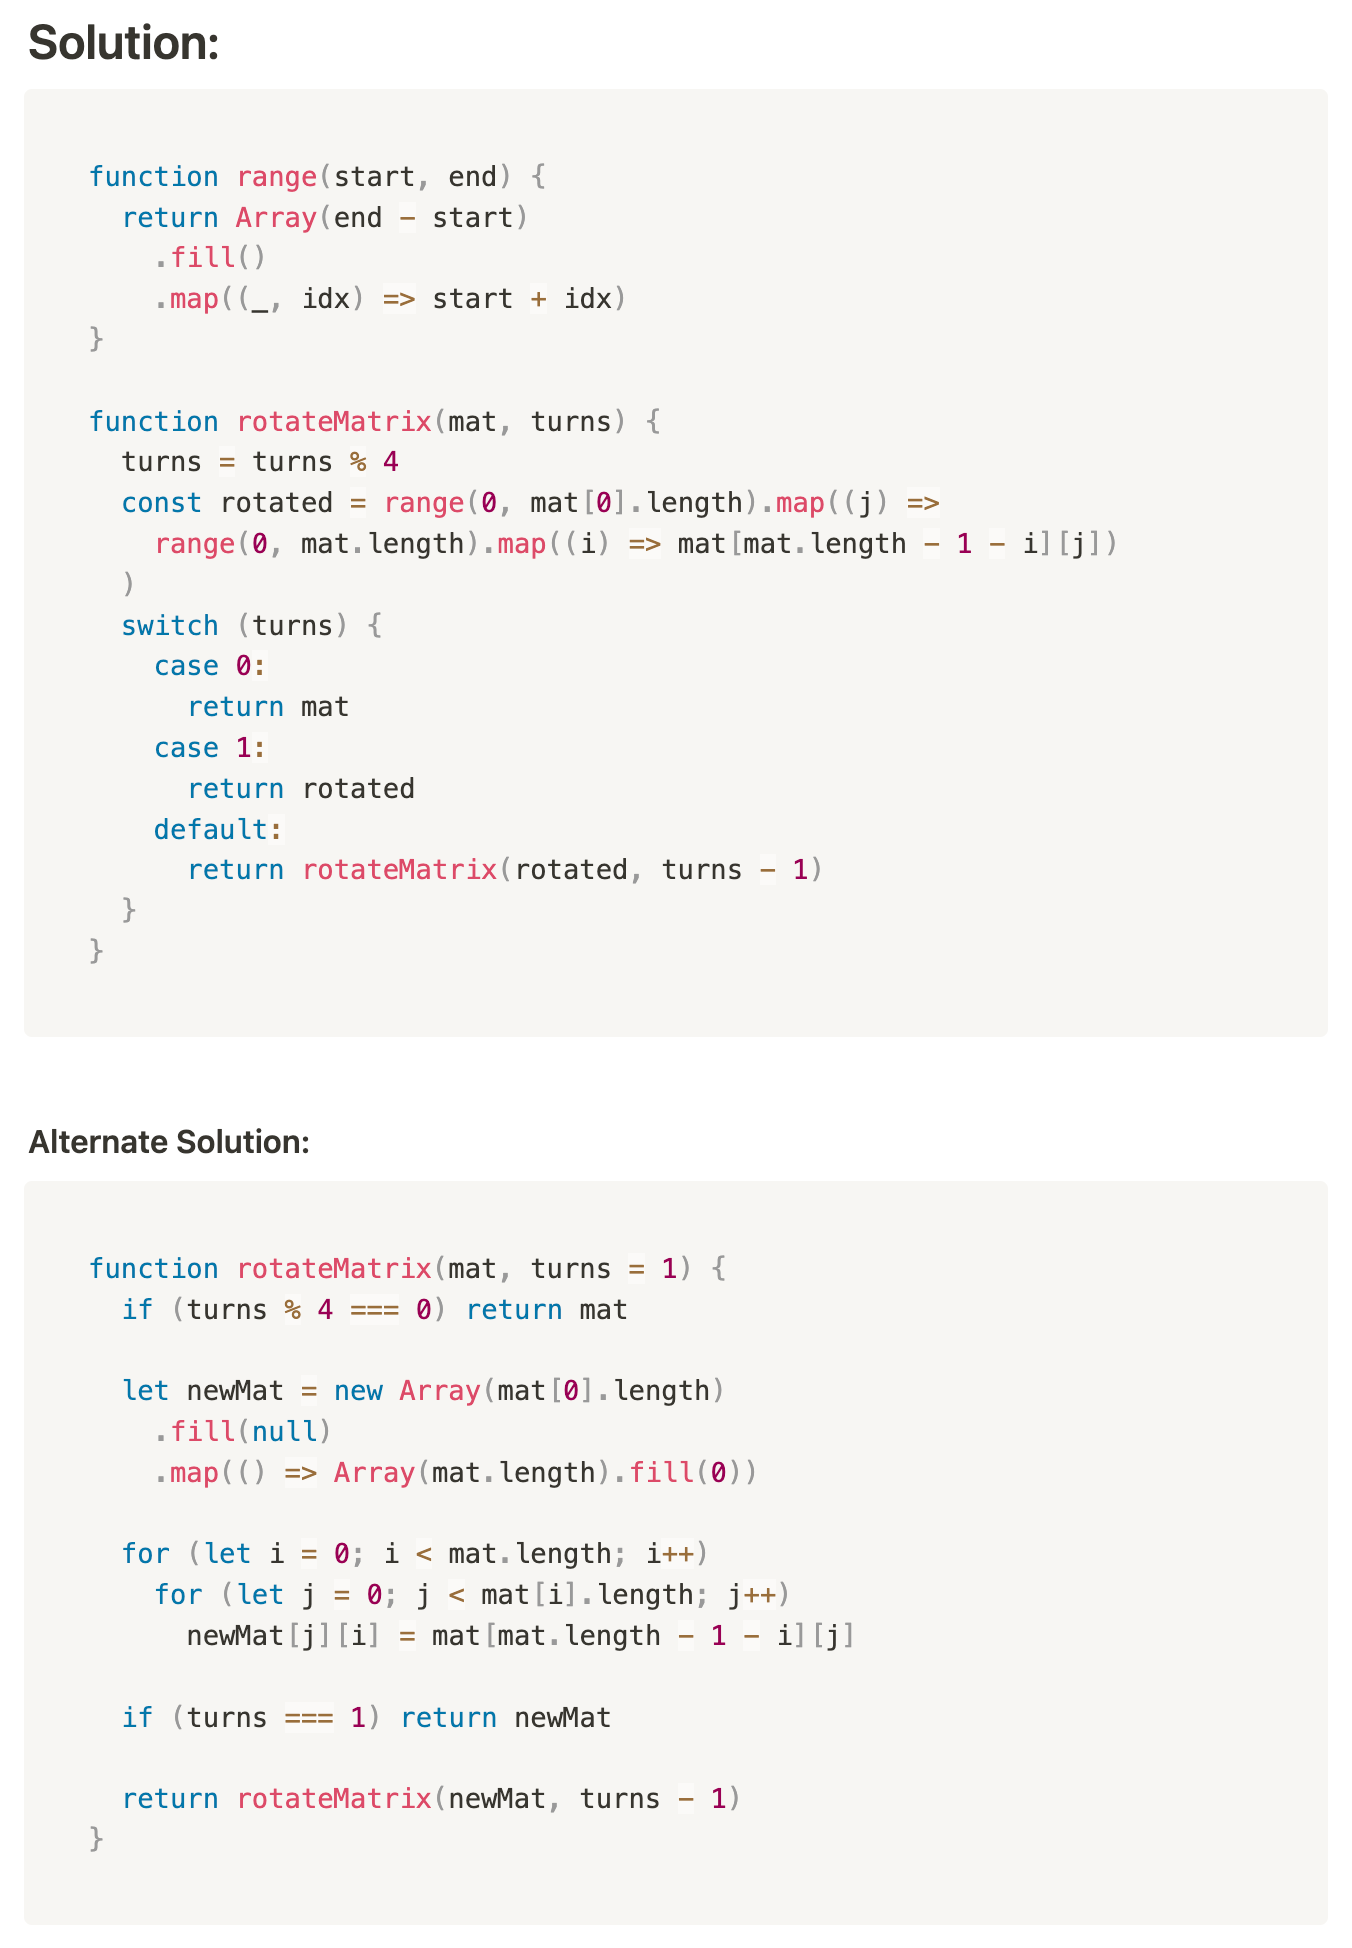 Solution:
function range(start, end) {
  return Array(end - start)
    .fill()
    .map((_, idx) => start + idx)
}
function rotateMatrix(mat, turns) {
  turns = turns % 4
  const rotated = range(0, mat[0].length).map((j) =>
    range(0, mat.length).map((i) => mat[mat.length - 1 - i][j])
  )
  switch (turns) {
    case 0:
      return mat
    case 1:
      return rotated
    default:
      return rotateMatrix(rotated, turns - 1)
  }
}
Alternate Solution:
function rotateMatrix(mat, turns = 1) {
  if (turns % 4 === 0) return mat
  let newMat = new Array(mat[0].length)
    .fill(null)
    .map(() => Array(mat.length).fill(0))
  for (let i = 0; i < mat.length; i++)
    for (let j = 0; j < mat[i].length; j++)
      newMat[j][i] = mat[mat.length - 1 - i][j]
  if (turns === 1) return newMat
  return rotateMatrix(newMat, turns - 1)
}